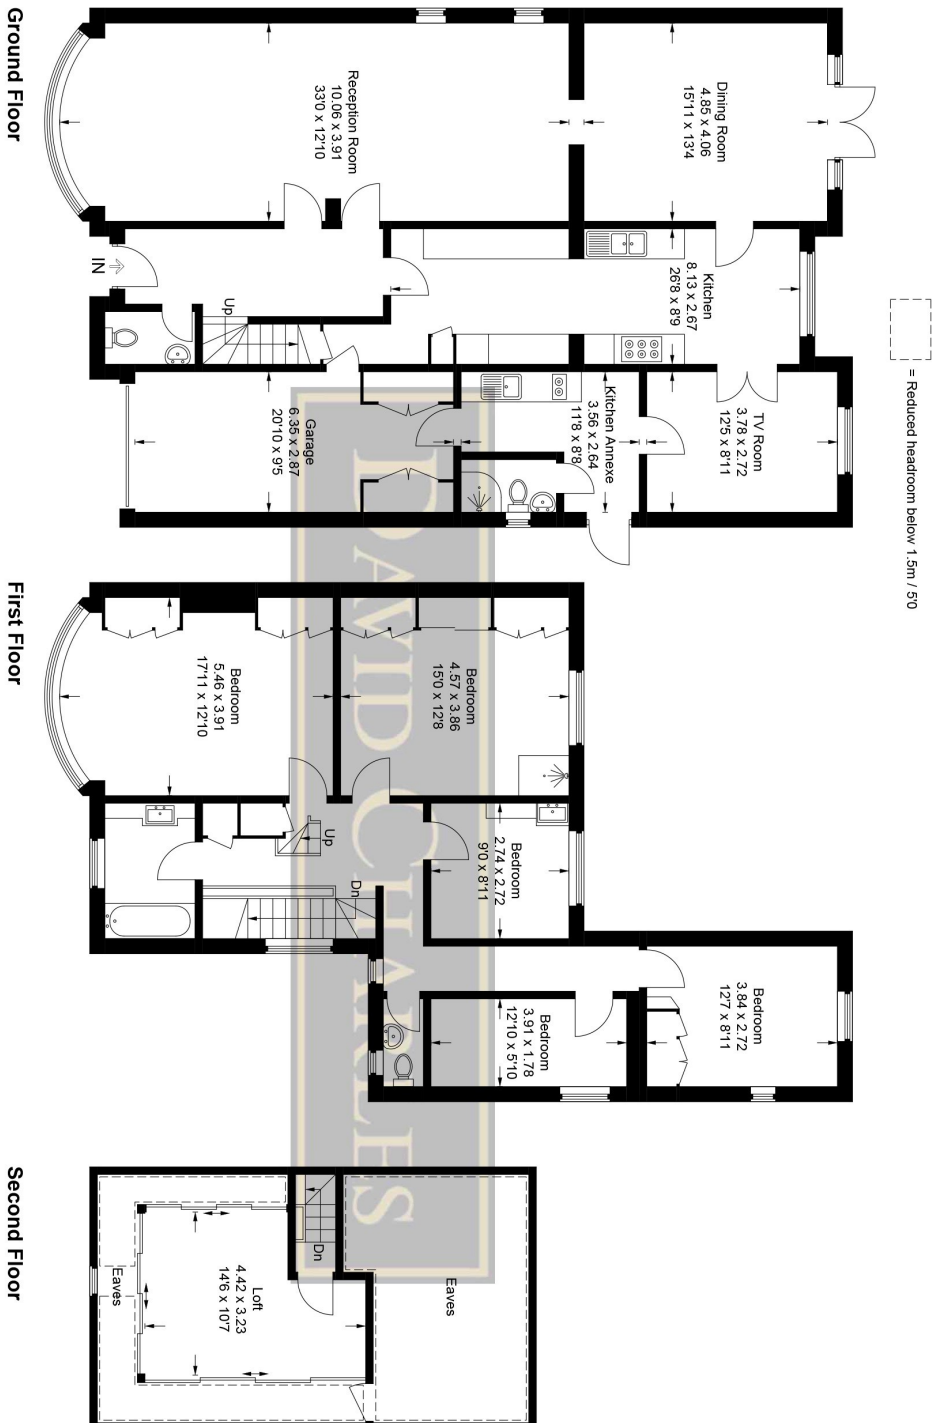 = Reduced headroom below 1.5m / 5'0
Dining Room
4.85 x 4.06
15'11 x 13'4
Reception Room
10.06 x 3.91
33'0 x 12'10
Kitchen
8.13 x 2.67
26'8 x 8'9
IN
Up
TV Room
3.78 x 2.72
12'5 x 8'11
Kitchen Annexe
3.56 x 2.64
11'8 x 8'8
Garage
6.35 x 2.87
20'10 x 9'5
Ground Floor
Bedroom
4.57 x 3.86
15'0 x 12'8
Bedroom
5.46 x 3.91
17'11 x 12'10
Bedroom
2.74 x 2.72
9'0 x 8'11
Up
Dn
Bedroom
3.84 x 2.72
12'7 x 8'11
Bedroom
3.91 x 1.78
12'10 x 5'10
First Floor
Eaves
Dn
Loft
4.42 x 3.23
14'6 x 10'7
Eaves
Second Floor
DAVID CHARLES